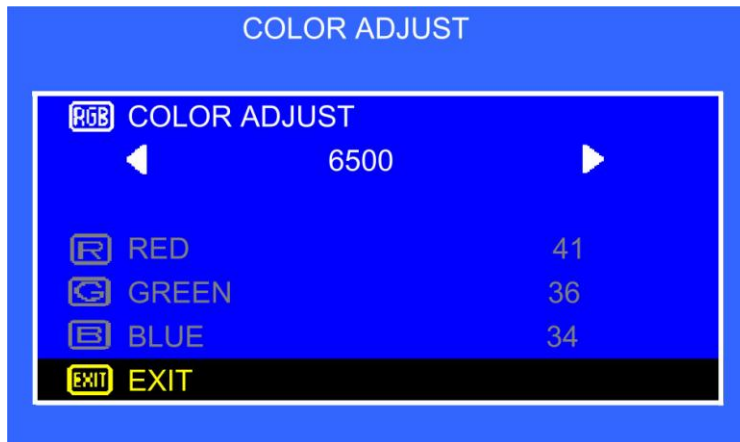 COLOR ADJUST
RGB COLOR ADJUST
6500
R RED 41
G GREEN 36
B BLUE 34
EXIT EXIT